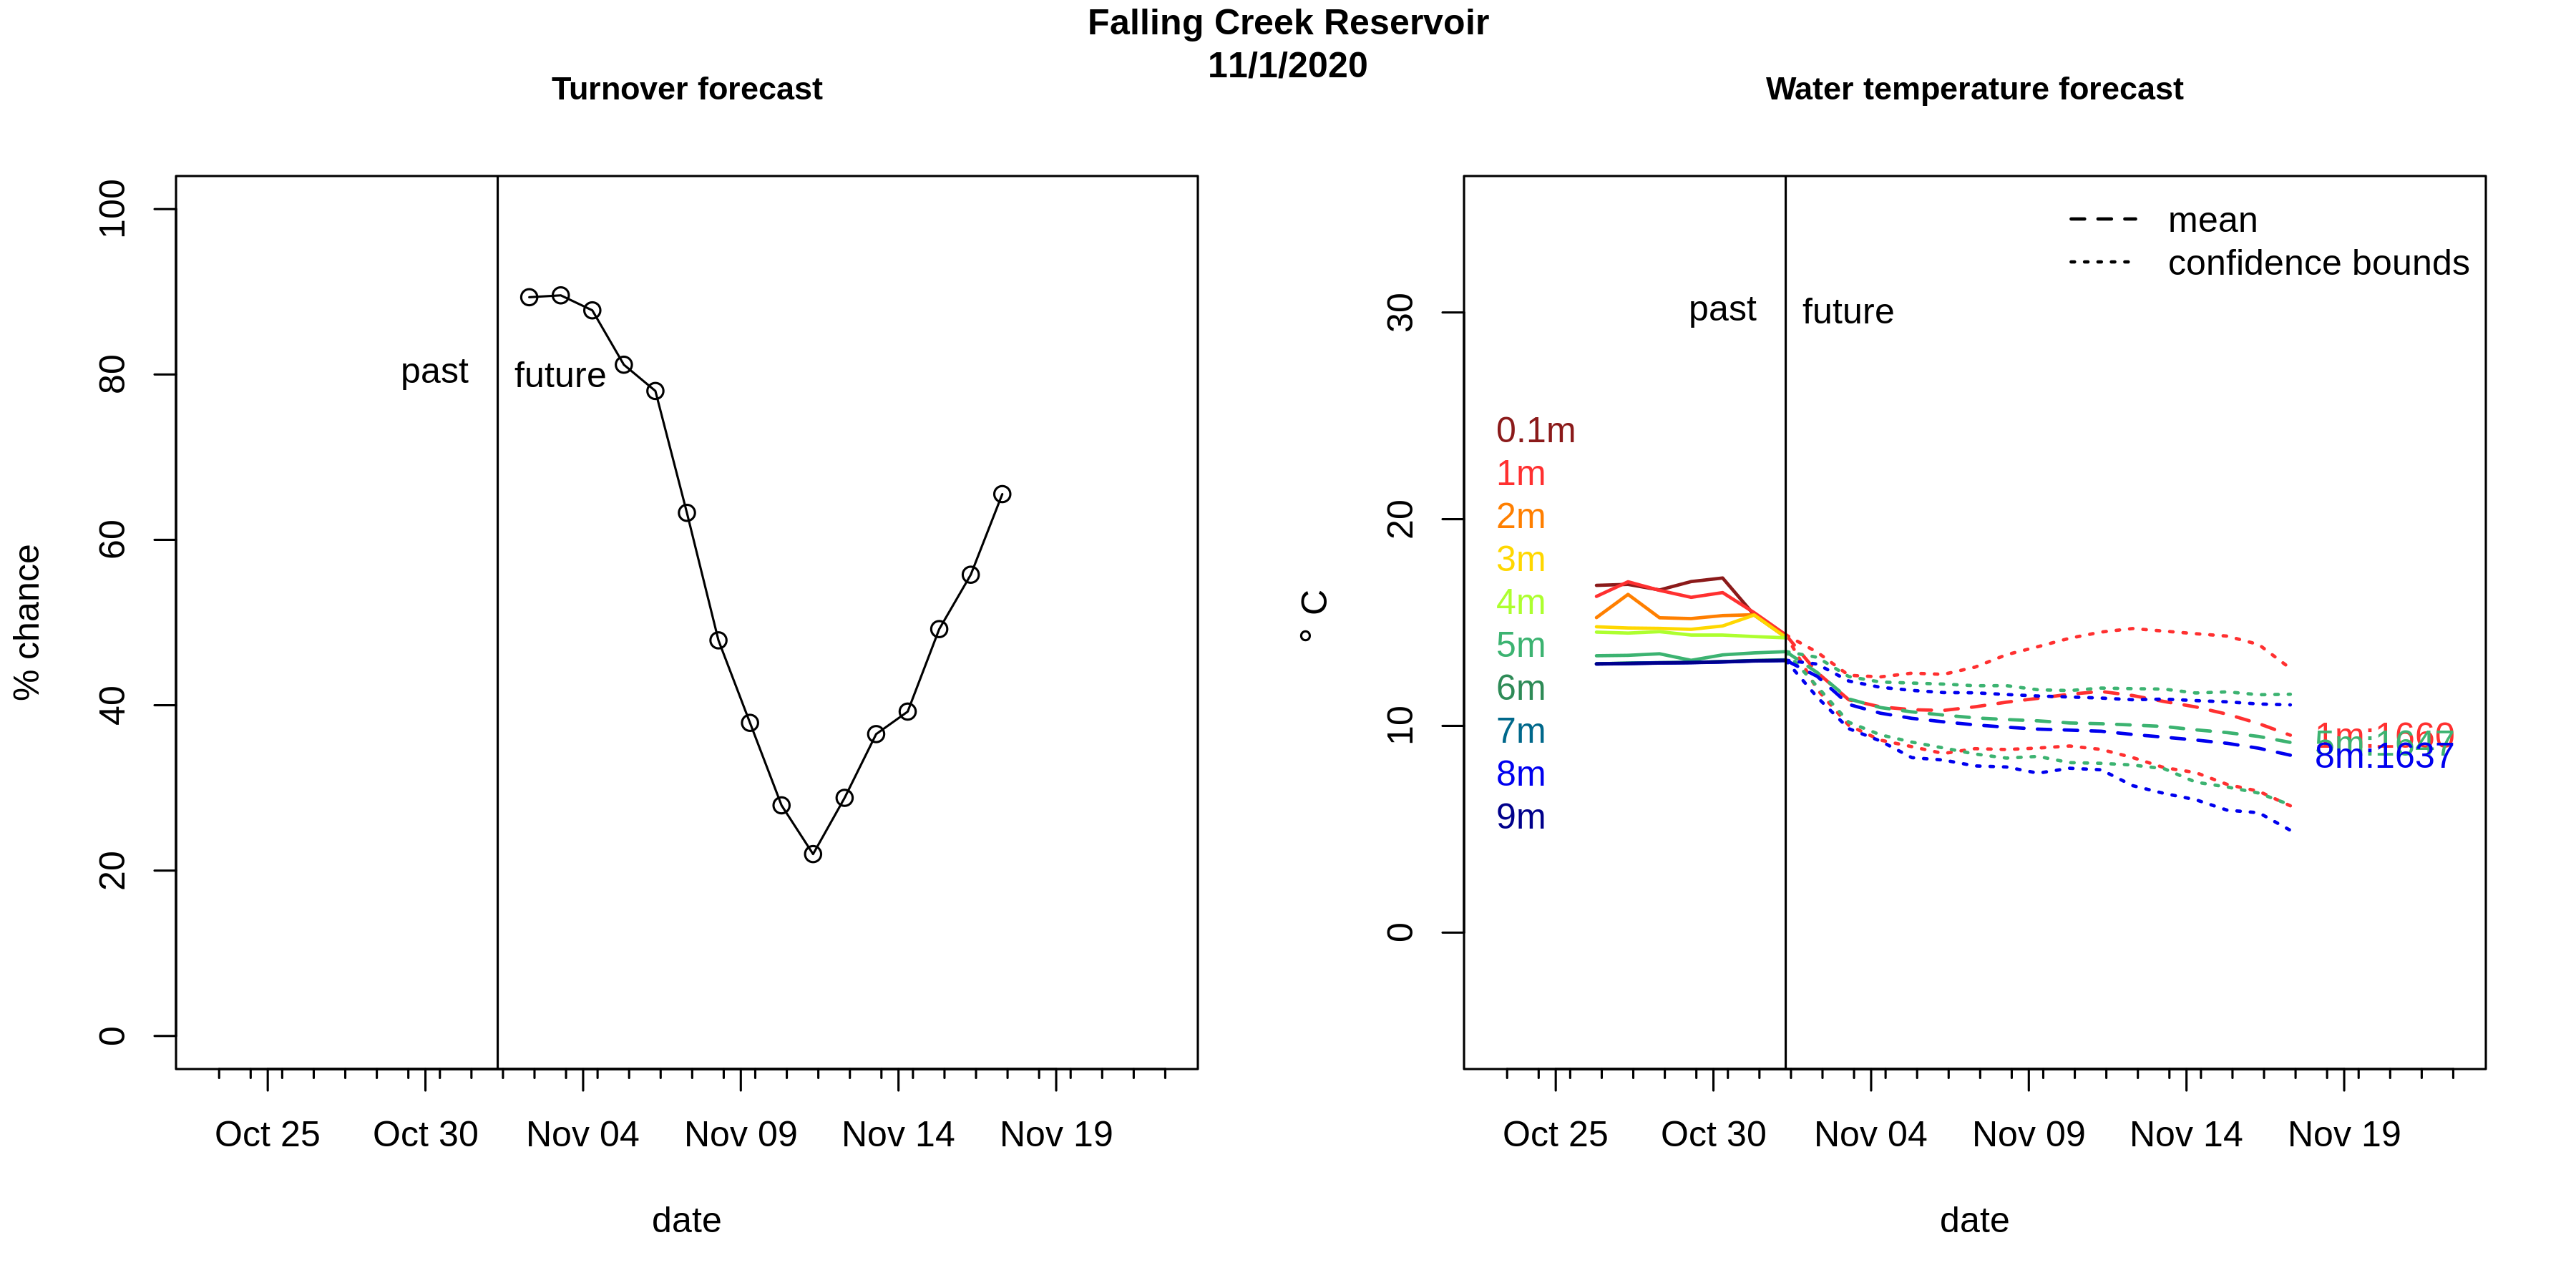 Falling Creek Reservoir
11/1/2020
Turnover forecast
% chance
100
80
60
40
20
0
past
future
Oct 25
Oct 30
Nov 04
Nov 09
Nov 14
Nov 19
date
Water temperature forecast
° C
30
20
10
0
mean
confidence bounds
past
future
0.1m
1m
2m
3m
4m
5m
6m
7m
8m
9m
8m:1637
Oct 25
Oct 30
Nov 04
Nov 09
Nov 14
Nov 19
date